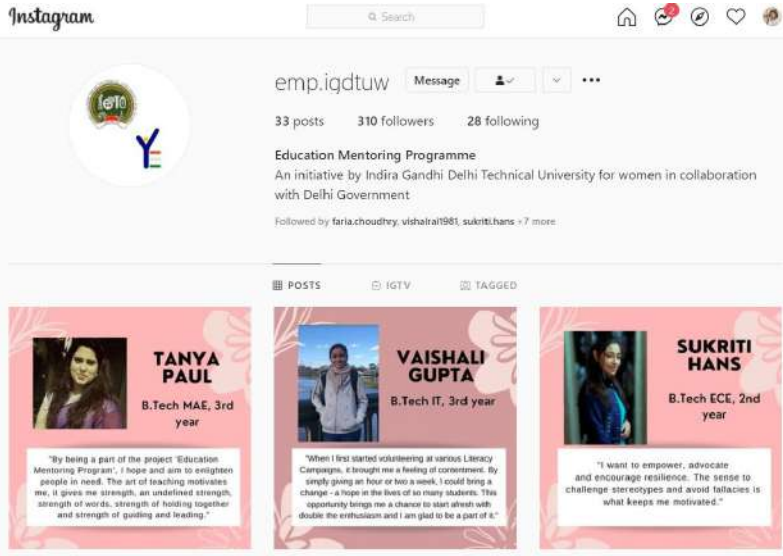 Instagram
Search
2
emp.igdtuw
Message
33 posts 310 followers 28 following
Education Mentoring Programme
An initiative by Indira Gandhi Delhi Technical University for women in collaboration
with Delhi Government
Followed by faria.choudhry, vishalrai1981, sukriti.hans +7 more
POSTS IGTV TAGGED
TANYA
PAUL
B.Tech MAE, 3rd
year
"By being a part of the project 'Education
Mentoring Program', I hope and aim to enlighten
people in need. The art of teaching motivates
me, it gives me strength, an undefined strength,
strength of words, strength of holding together
and strength of guiding and leading."
VAISHALI
GUPTA
B.Tech IT, 3rd year
"When I first started volunteering at various Literacy
Campaigns, it brought me a feeling of contentment. By
simply giving an hour or two a week, I could bring a
change - a hope in the lives of so many students. This
opportunity brings me a chance to start afresh with
double the enthusiasm and I am glad to be a part of it."
SUKRITI
HANS
B.Tech ECE, 2nd
year
"I want to empower, advocate
and encourage resilience. The sense to
challenge stereotypes and avoid fallacies is
what keeps me motivated."